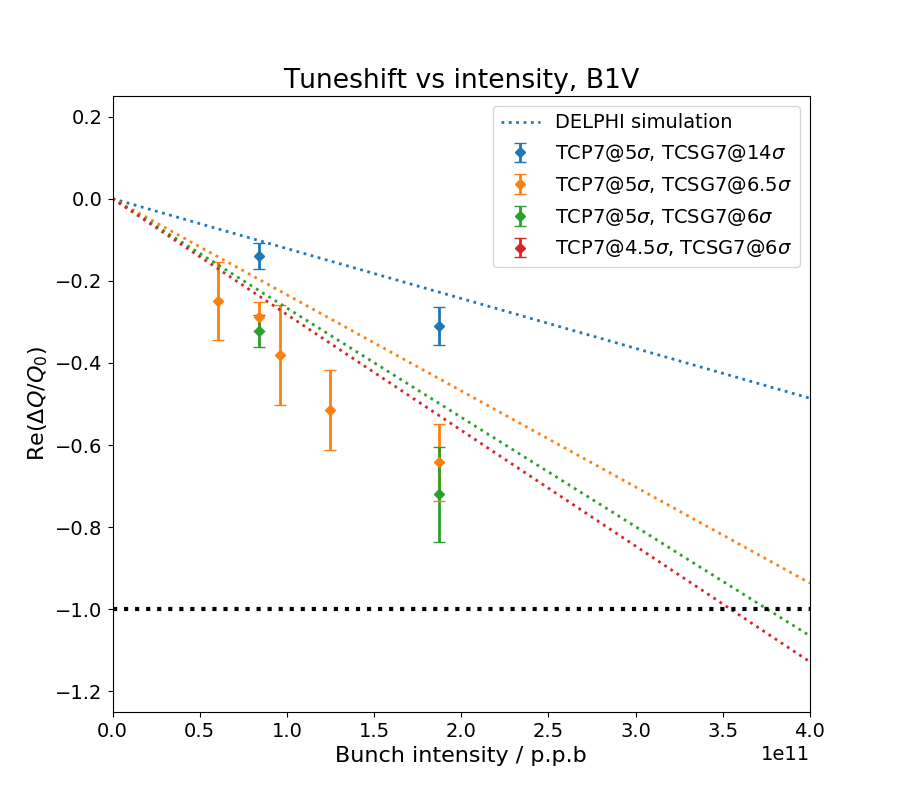 Tuneshift vs intensity, B1V
DELPHI simulation
TCP7@5σ, TCSG7@14σ
TCP7@5σ, TCSG7@6.5σ
TCP7@5σ, TCSG7@6σ
TCP7@4.5σ, TCSG7@6σ
Re(ΔQ/Q₀)
0.2
0.0
−0.2
−0.4
−0.6
−0.8
−1.0
−1.2
0.0 0.5 1.0 1.5 2.0 2.5 3.0 3.5 4.0
1e11
Bunch intensity / p.p.b